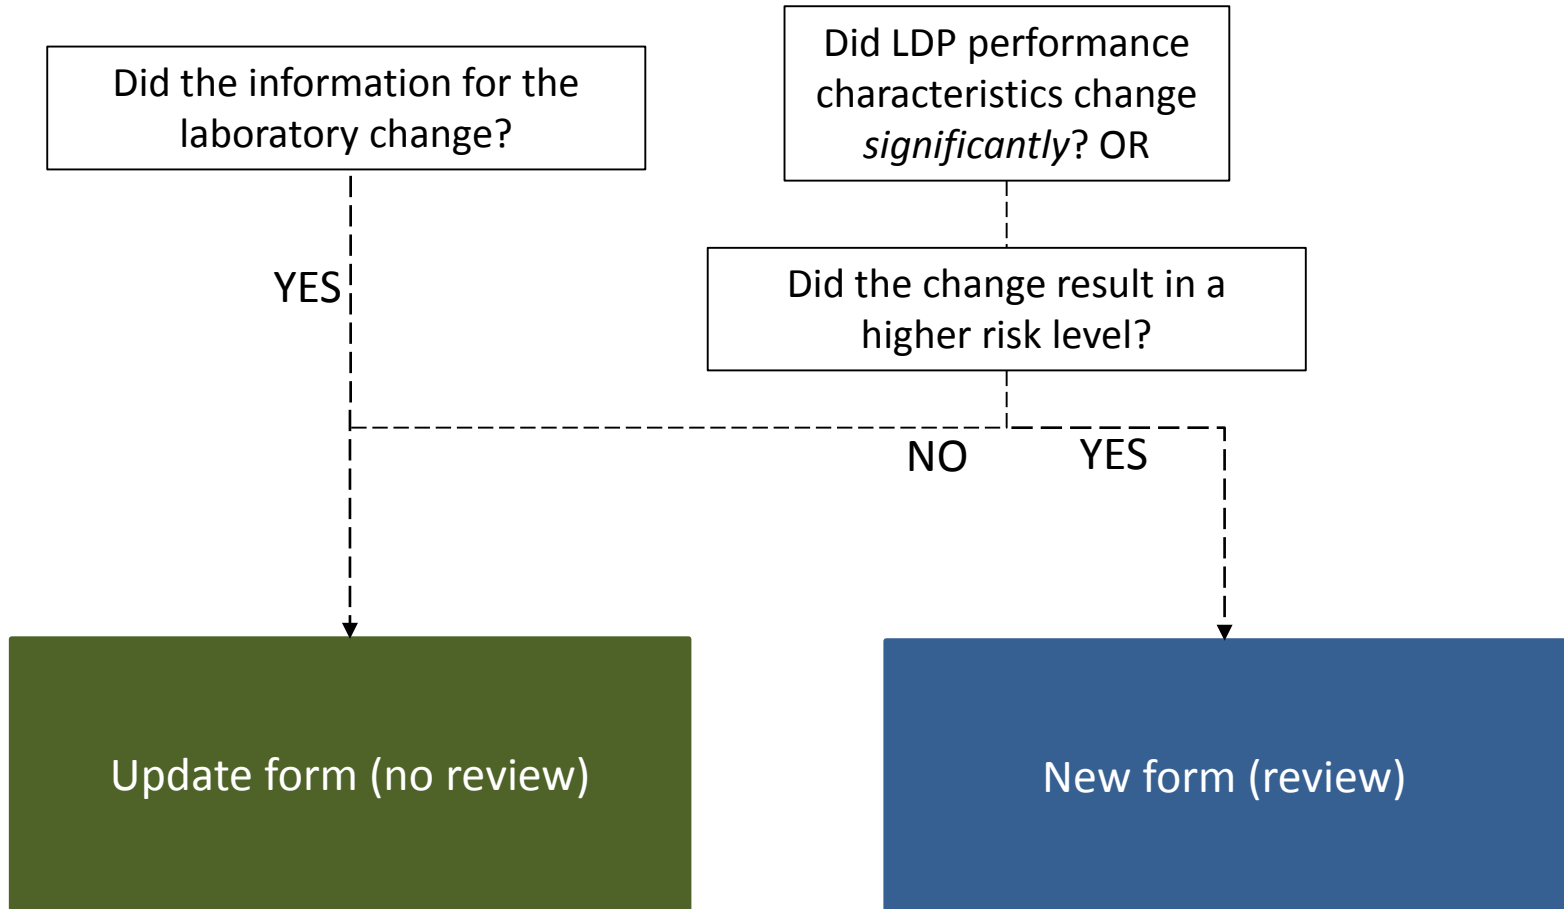 Did the information for the
laboratory change?
Did LDP performance
characteristics change
significantly? OR
YES
Did the change result in a
higher risk level?
NO
YES
Update form (no review)
New form (review)